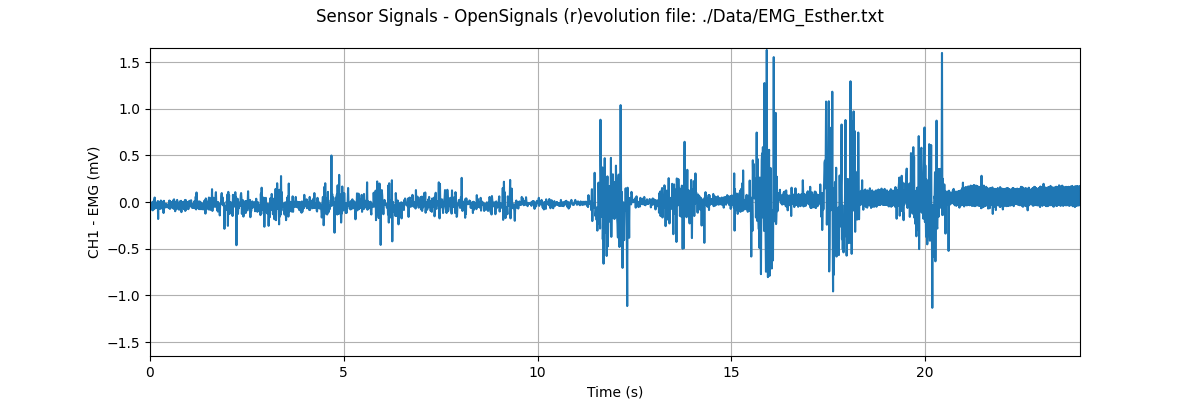 Sensor Signals - OpenSignals (r)evolution file: ./Data/EMG_Esther.txt
CH1 - EMG (mV)
1.5
1.0
0.5
0.0
−0.5
−1.0
−1.5
0 5 10 15 20
Time (s)